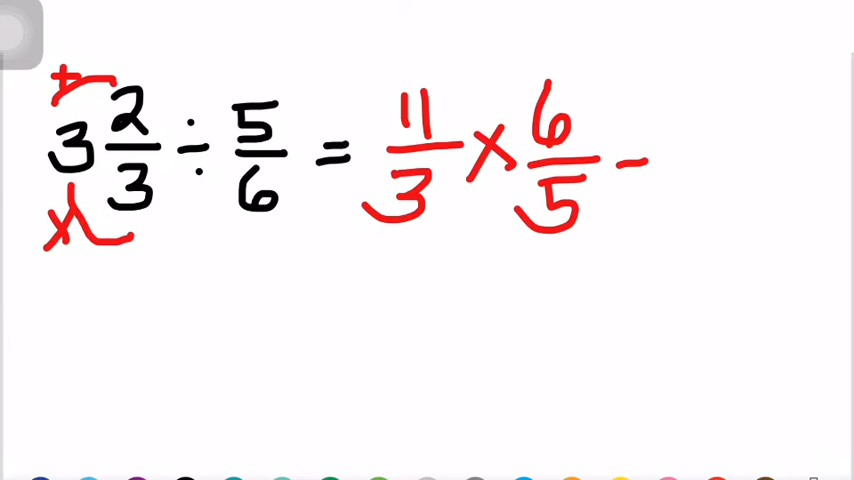 3 2/3 ÷ 5/6 = 11/3 × 6/5 -
+
×